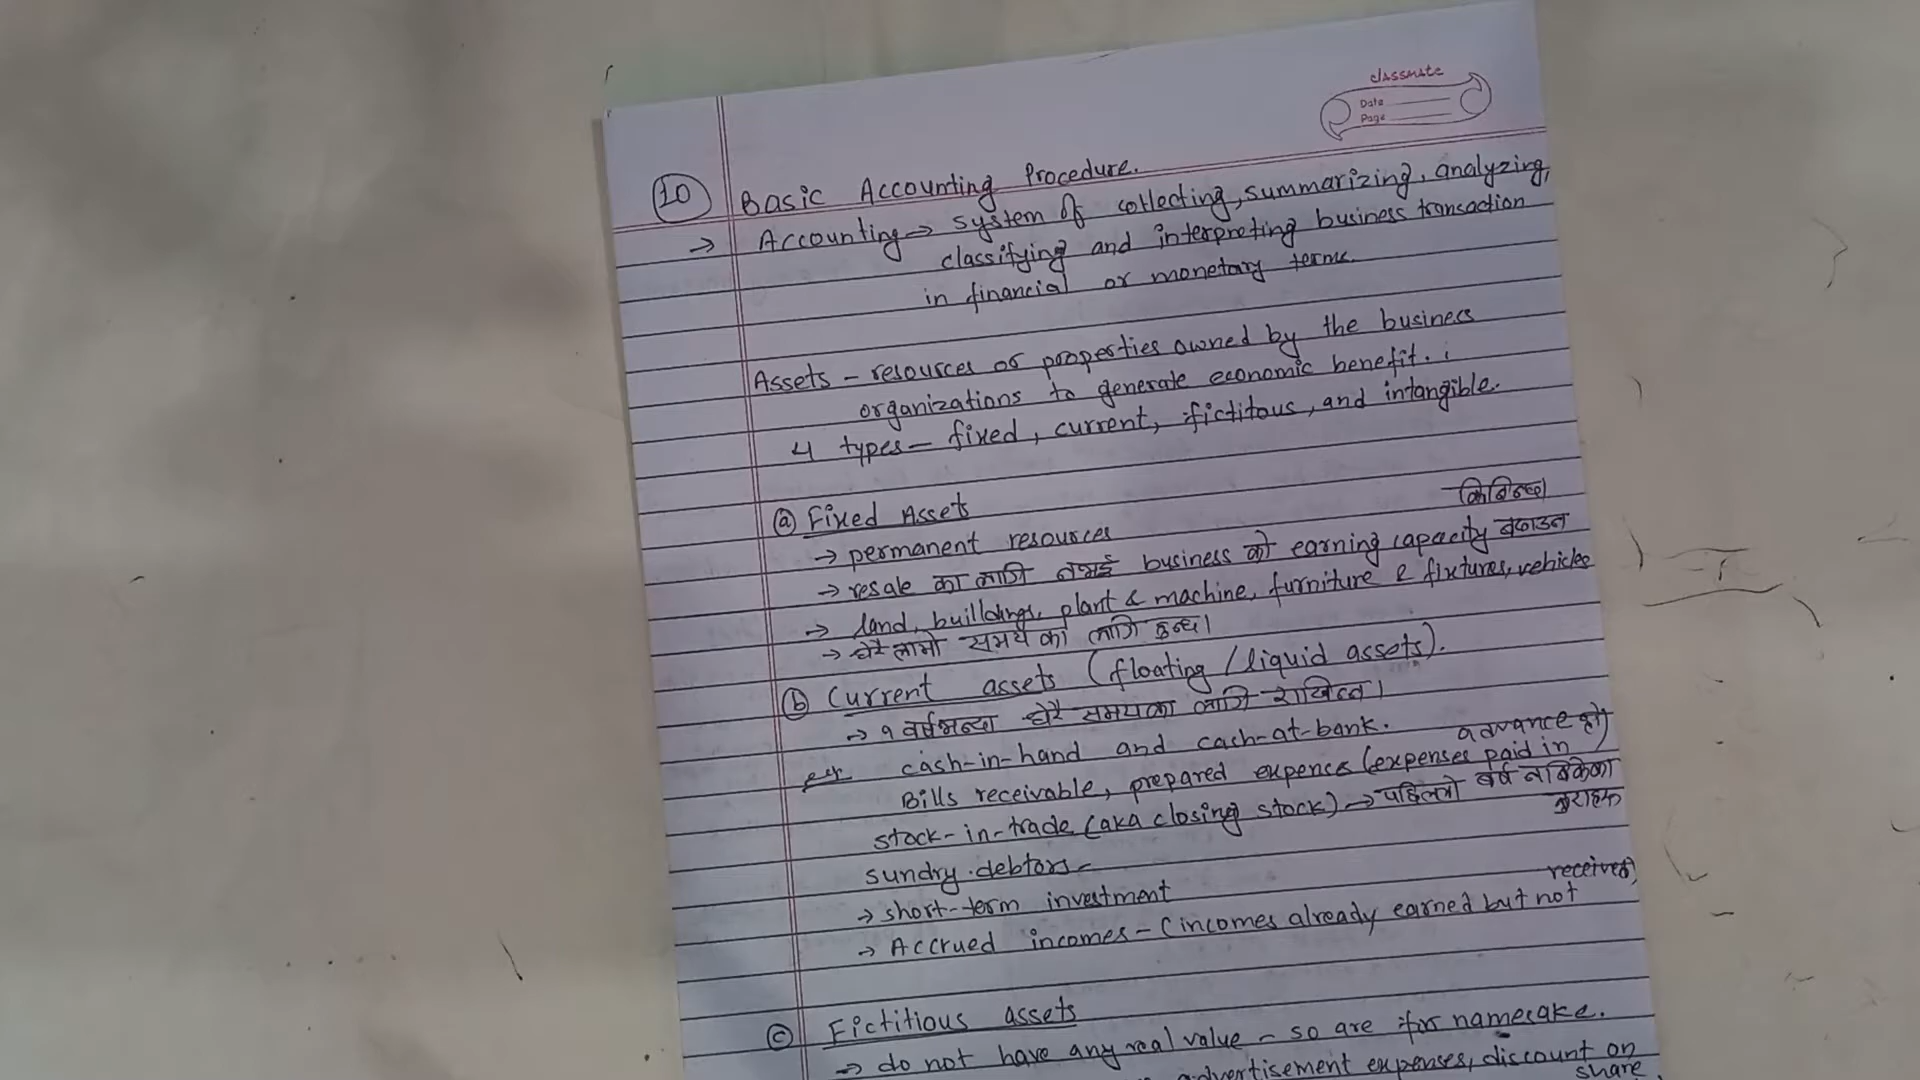 classmate
Date
Page
10 Basic Accounting Procedure.
→ Accounting → system of collecting, summarizing, analyzing,
classifying and interpreting business transaction
in financial or monetary terms.
Assets - resources or properties owned by the business
organizations to generate economic benefit.
4 types - fixed, current, fictitous, and intangible.
(a) Fixed Assets
→ permanent resources
किनिन्छ।
→ resale का लागि नभई business को earning capacity बढाउन
→ land, builldings, plant & machine, furniture & fixtures, vehicles
→ धेरै लामो समय का लागि हुन्छ।
(b) Current assets (floating / liquid assets).
→ १ वर्षभन्दा धेरै समयका लागि राखिन्न।
cash-in-hand and cash-at-bank.
advance हो)
Bills receivable, prepared expences (expenses paid in
stock-in-trade (aka closing stock) → पहिलको वर्ष नबिकेका
sundry debtors
→ short-term investment
received)
→ Accrued incomes - (incomes already earned but not
(c) Fictitious assets
→ do not have any real value - so are for namesake.
advertisement expenses, discount on
share